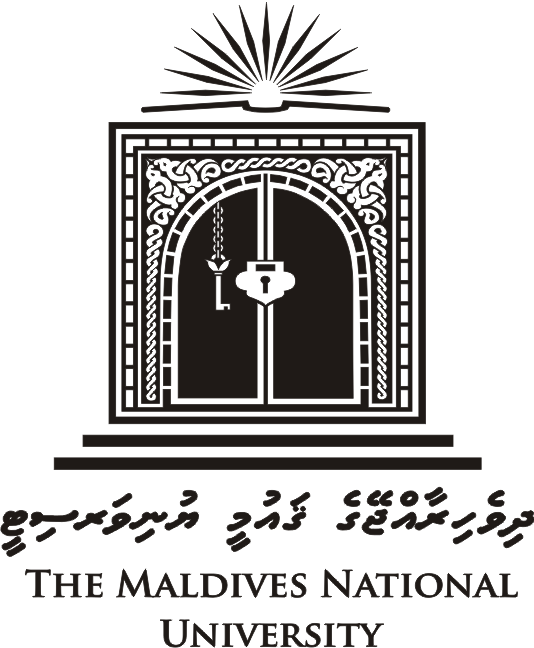 ދިވެހިރާއްޖޭގެ ޤައުމީ ޔުނިވަރސިޓީ
THE MALDIVES NATIONAL
UNIVERSITY